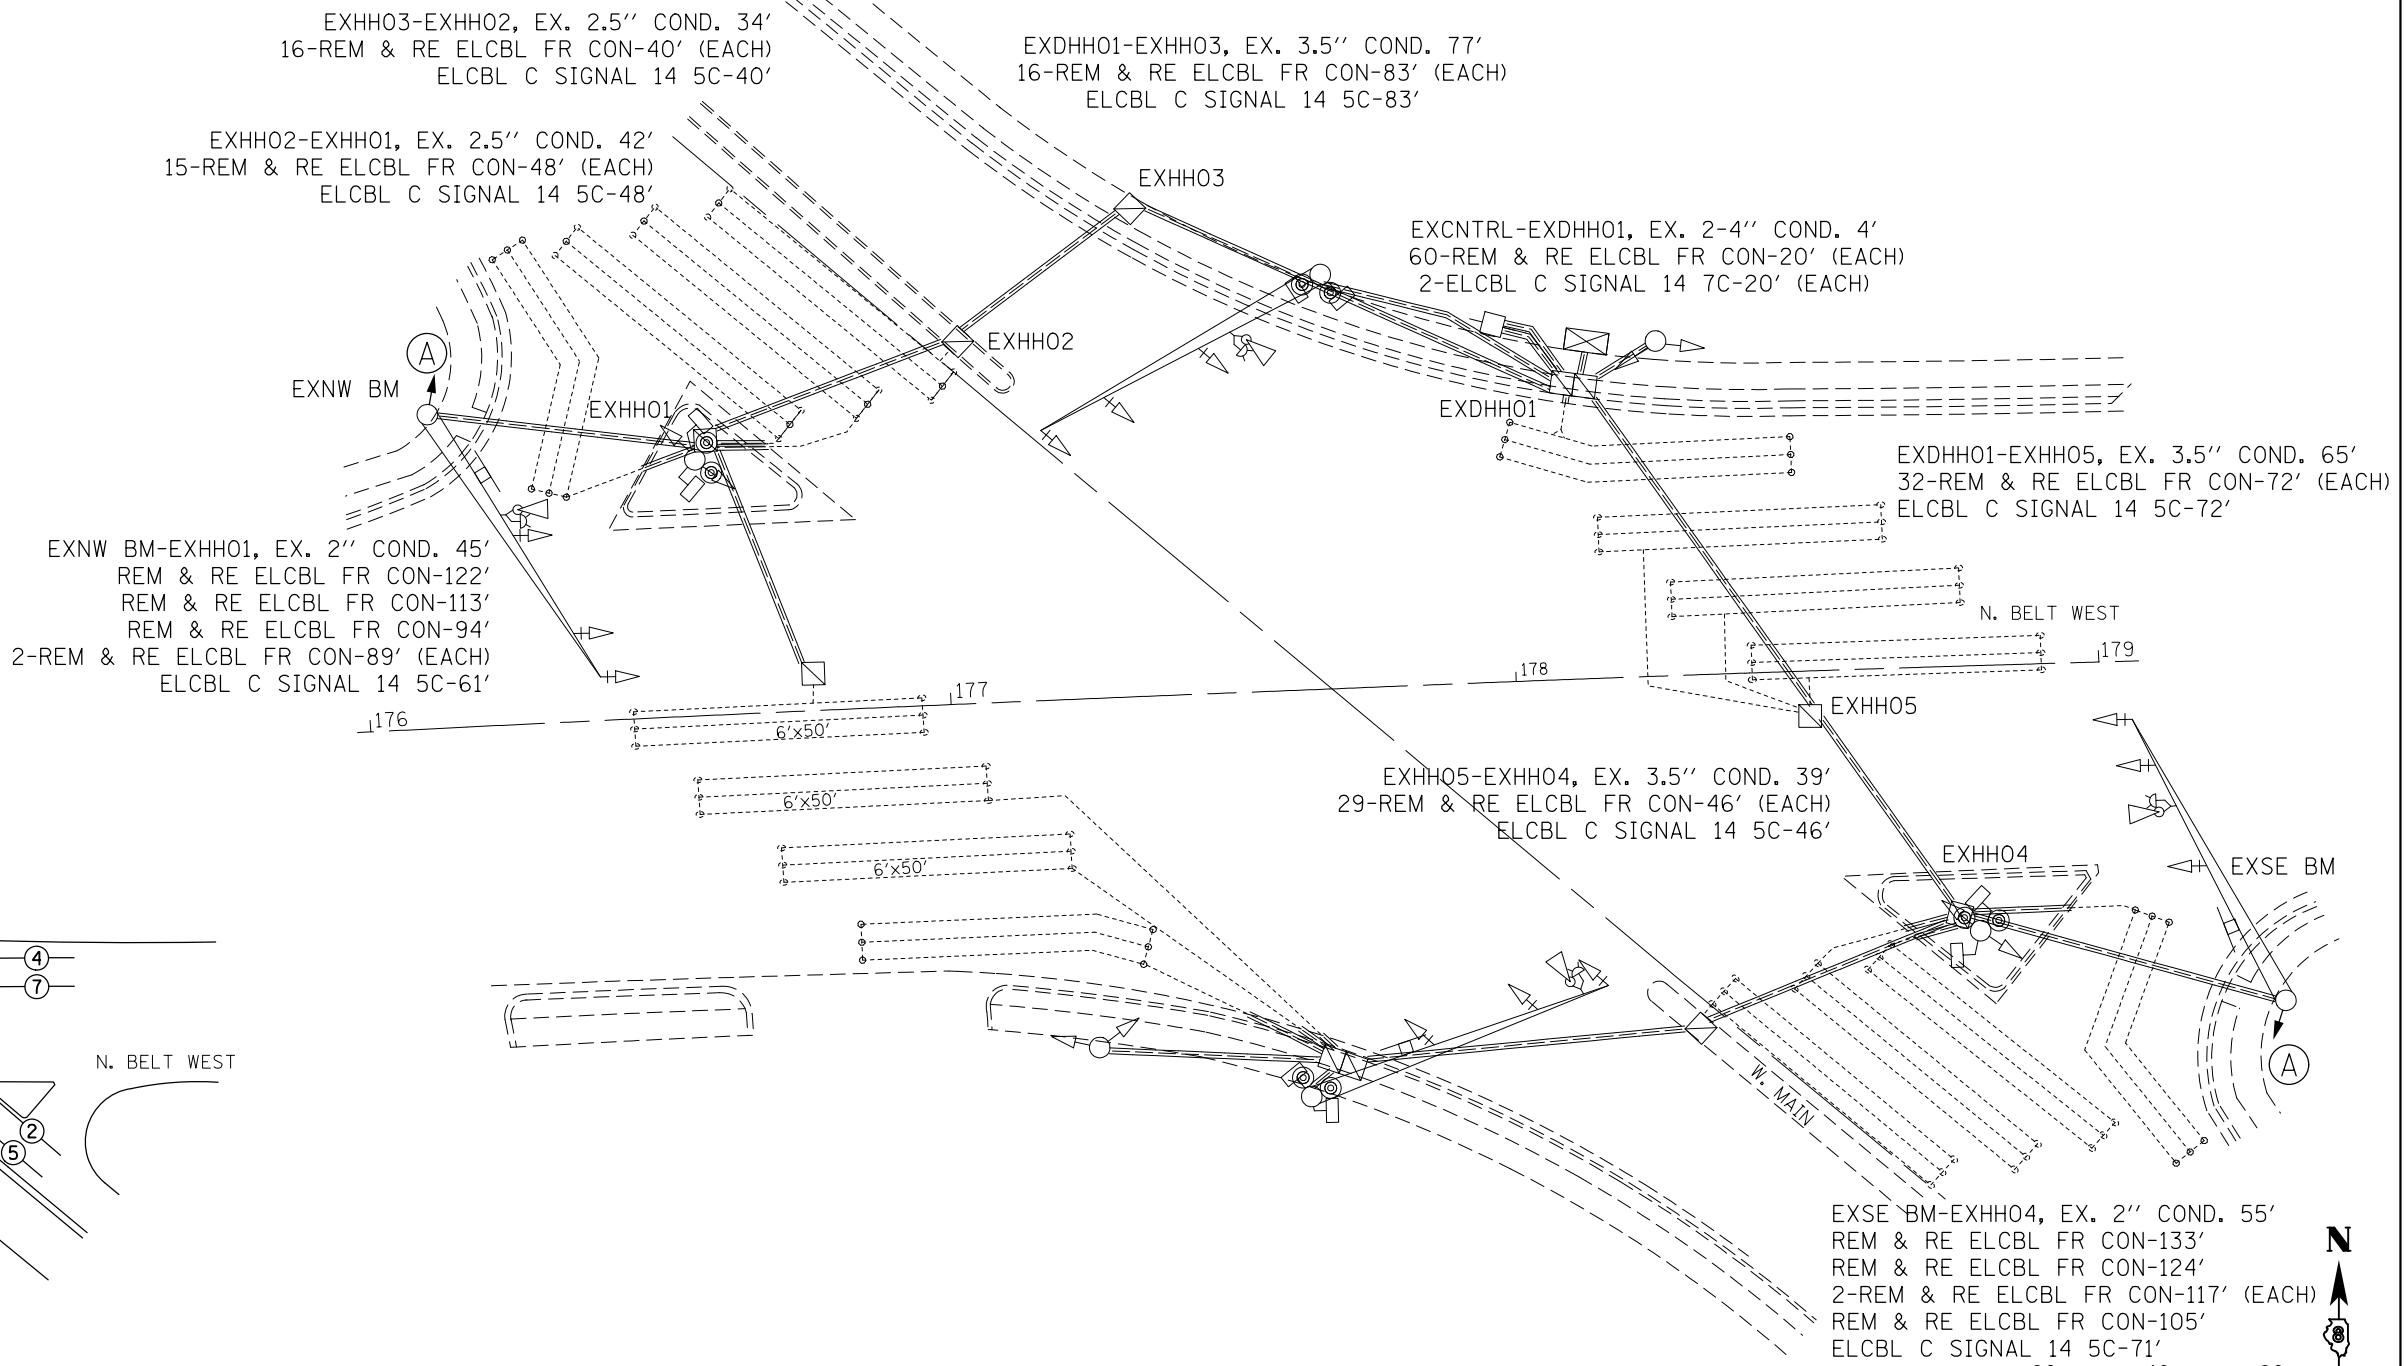 EXHH03-EXHH02, EX. 2.5'' COND. 34'
16-REM & RE ELCBL FR CON-40' (EACH)
ELCBL C SIGNAL 14 5C-40'
EXDHH01-EXHH03, EX. 3.5'' COND. 77'
16-REM & RE ELCBL FR CON-83' (EACH)
ELCBL C SIGNAL 14 5C-83'
EXHH02-EXHH01, EX. 2.5'' COND. 42'
15-REM & RE ELCBL FR CON-48' (EACH)
ELCBL C SIGNAL 14 5C-48'
EXHH03
EXCNTRL-EXDHH01, EX. 2-4'' COND. 4'
60-REM & RE ELCBL FR CON-20' (EACH)
2-ELCBL C SIGNAL 14 7C-20' (EACH)
EXHH02
A
EXNW BM
EXHH01
EXDHH01
EXDHH01-EXHH05, EX. 3.5'' COND. 65'
32-REM & RE ELCBL FR CON-72' (EACH)
ELCBL C SIGNAL 14 5C-72'
EXNW BM-EXHH01, EX. 2'' COND. 45'
REM & RE ELCBL FR CON-122'
REM & RE ELCBL FR CON-113'
REM & RE ELCBL FR CON-94'
2-REM & RE ELCBL FR CON-89' (EACH)
ELCBL C SIGNAL 14 5C-61'
N. BELT WEST
176
177
178
179
EXHH05
6'x50'
6'x50'
6'x50'
EXHH05-EXHH04, EX. 3.5'' COND. 39'
29-REM & RE ELCBL FR CON-46' (EACH)
ELCBL C SIGNAL 14 5C-46'
EXHH04
EXSE BM
4
7
N. BELT WEST
2
5
W. MAIN
A
EXSE BM-EXHH04, EX. 2'' COND. 55'
REM & RE ELCBL FR CON-133'
REM & RE ELCBL FR CON-124'
2-REM & RE ELCBL FR CON-117' (EACH)
REM & RE ELCBL FR CON-105'
ELCBL C SIGNAL 14 5C-71'
N
8